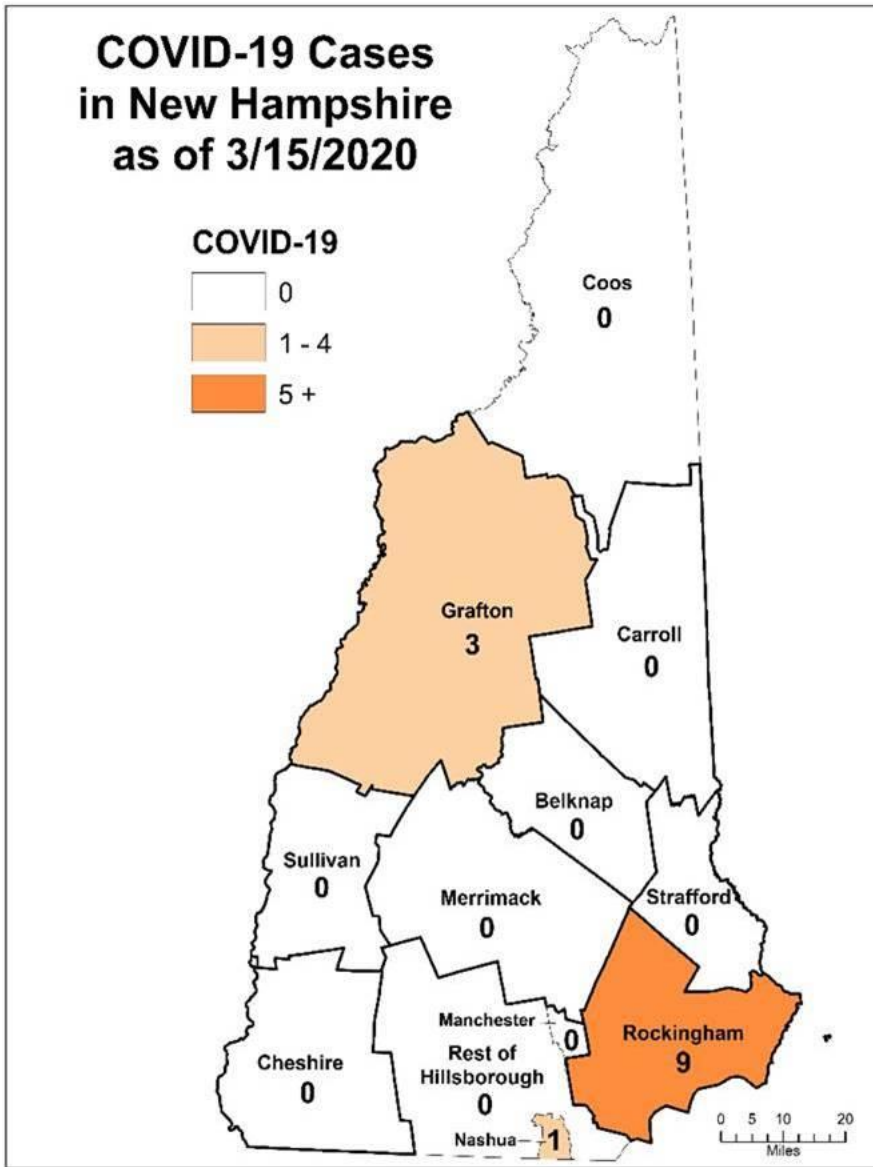 COVID-19 Cases
in New Hampshire
as of 3/15/2020
COVID-19
0
1 - 4
5 +
Coos
0
Grafton
3
Carroll
0
Belknap
0
Sullivan
0
Merrimack
0
Strafford
0
Manchester
0
Rockingham
9
Cheshire
0
Rest of
Hillsborough
0
Nashua
1
0 5 10 20
Miles